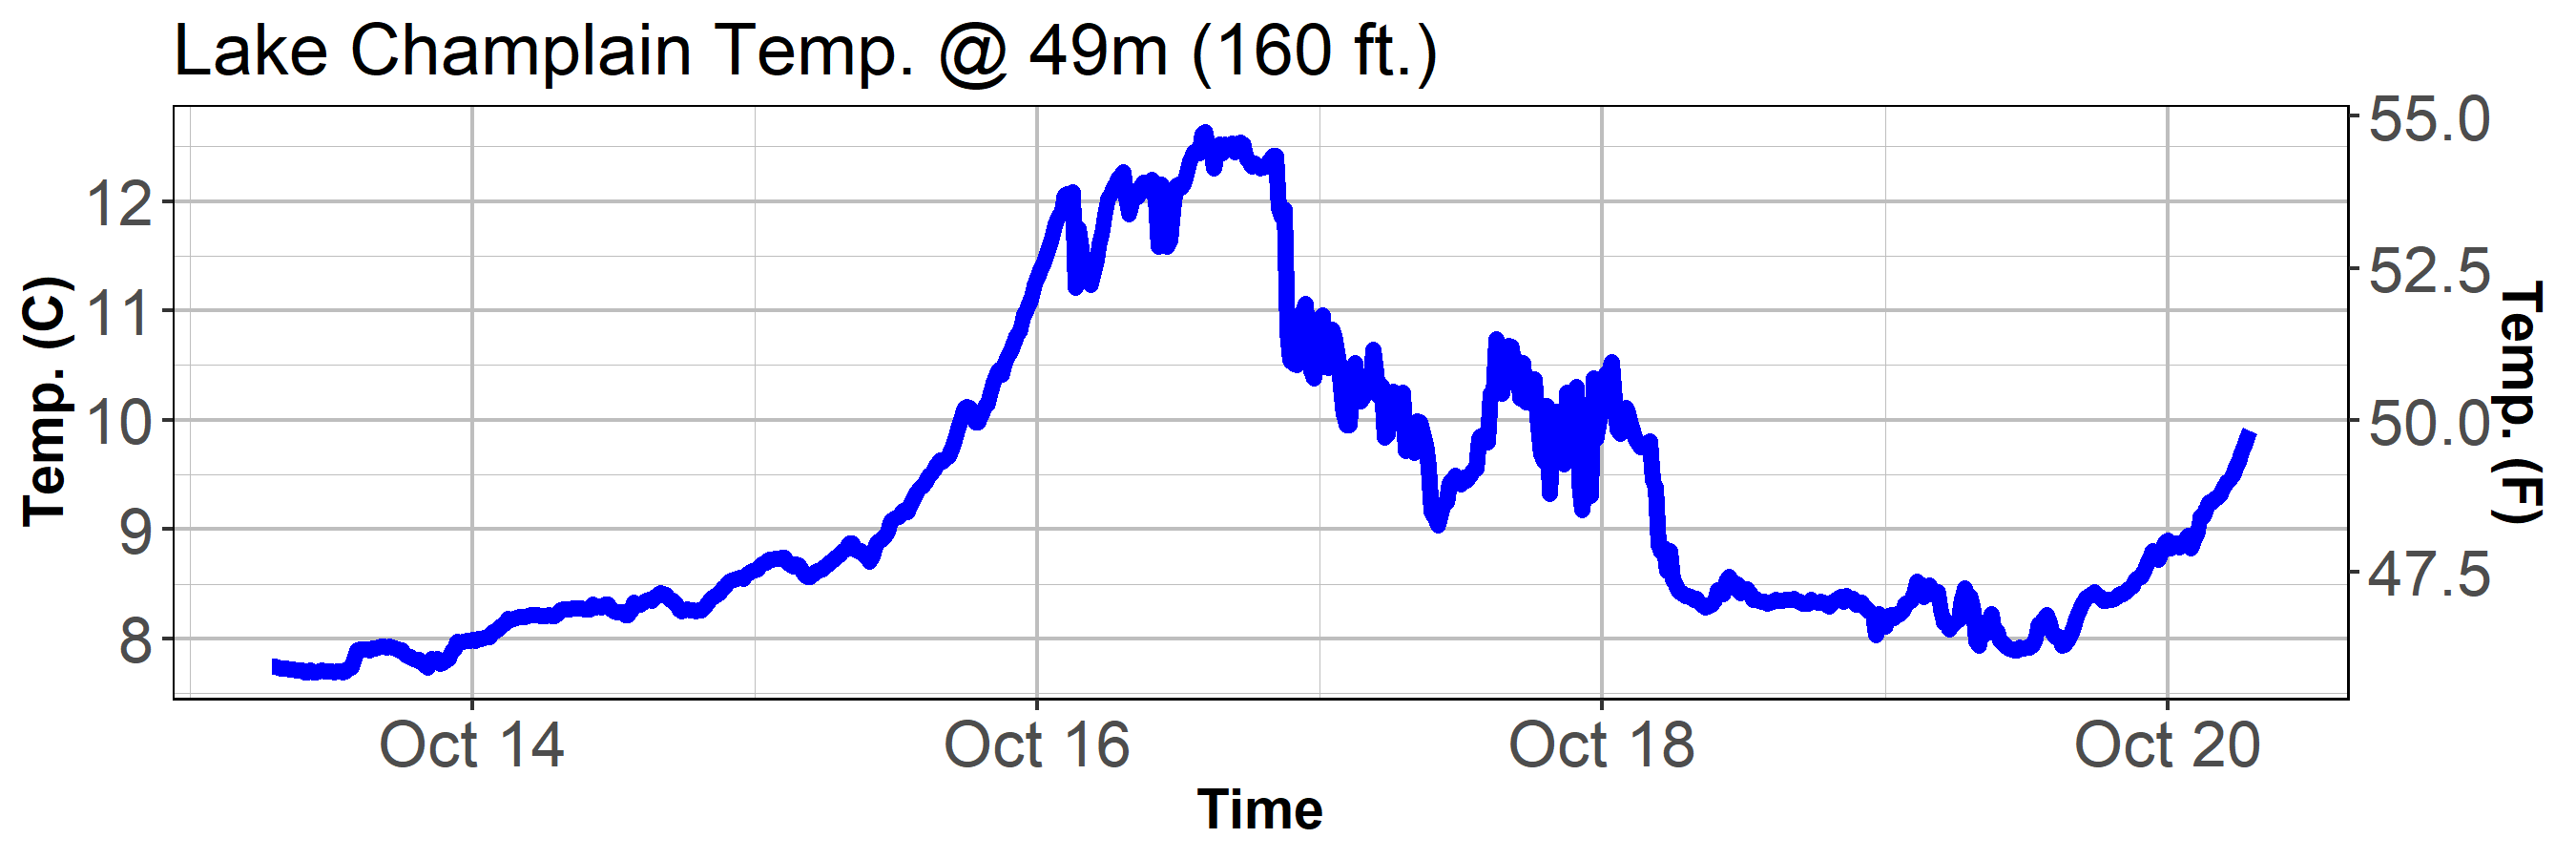 Lake Champlain Temp. @ 49m (160 ft.)
Temp. (C)
12
11
10
9
8
55.0
52.5
50.0
47.5
Temp. (F)
Oct 14
Oct 16
Oct 18
Oct 20
Time